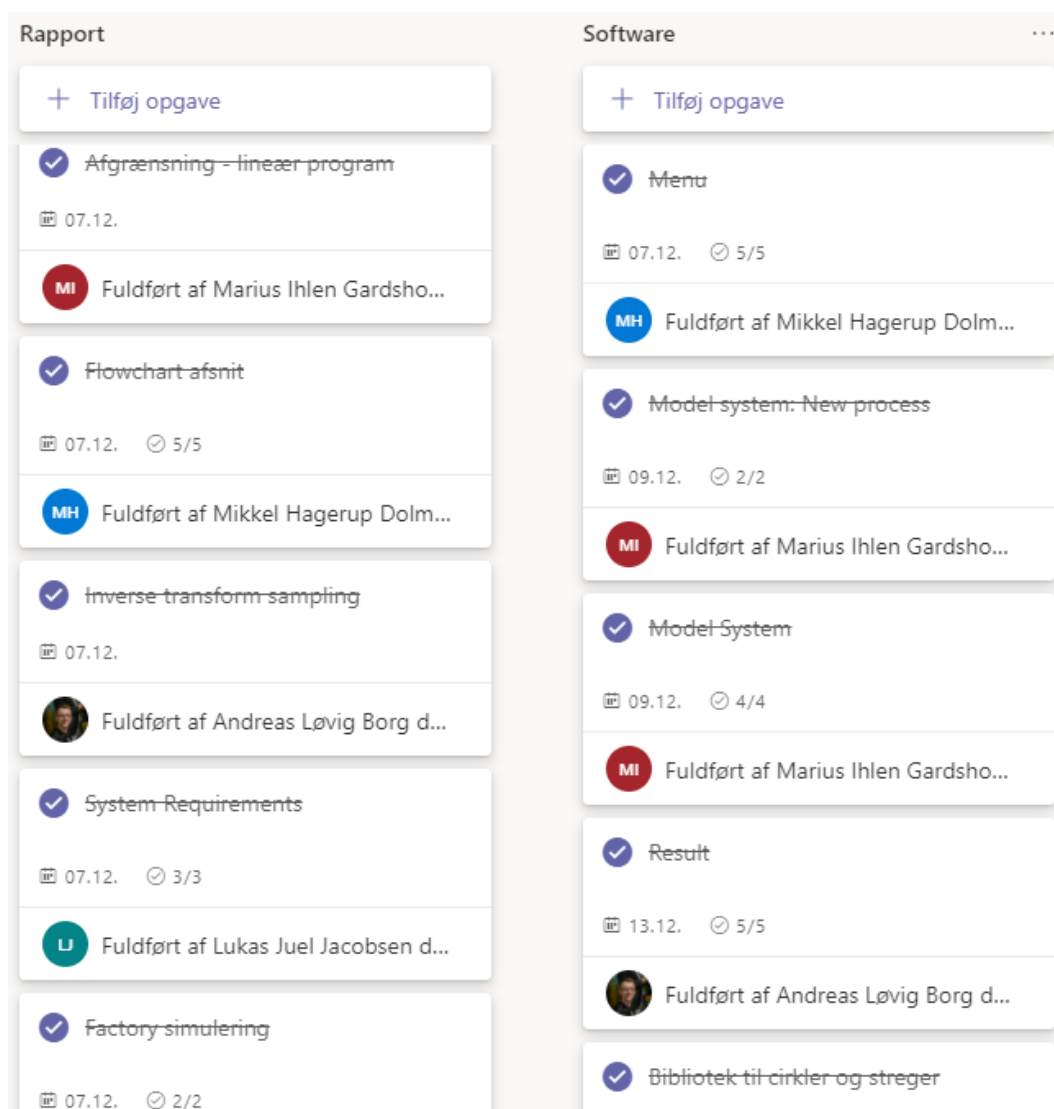 Rapport
+ Tilføj opgave
Afgrænsning - lineær program
07.12.
MI Fuldført af Marius Ihlen Gardsho...
Flowchart afsnit
07.12. 5/5
MH Fuldført af Mikkel Hagerup Dolm...
Inverse transform sampling
07.12.
Fuldført af Andreas Løvig Borg d...
System Requirements
07.12. 3/3
LJ Fuldført af Lukas Juel Jacobsen d...
Factory simulering
07.12. 2/2
Software ...
+ Tilføj opgave
Menu
07.12. 5/5
MH Fuldført af Mikkel Hagerup Dolm...
Model system: New process
09.12. 2/2
MI Fuldført af Marius Ihlen Gardsho...
Model System
09.12. 4/4
MI Fuldført af Marius Ihlen Gardsho...
Result
13.12. 5/5
Fuldført af Andreas Løvig Borg d...
Bibliotek til cirkler og streger